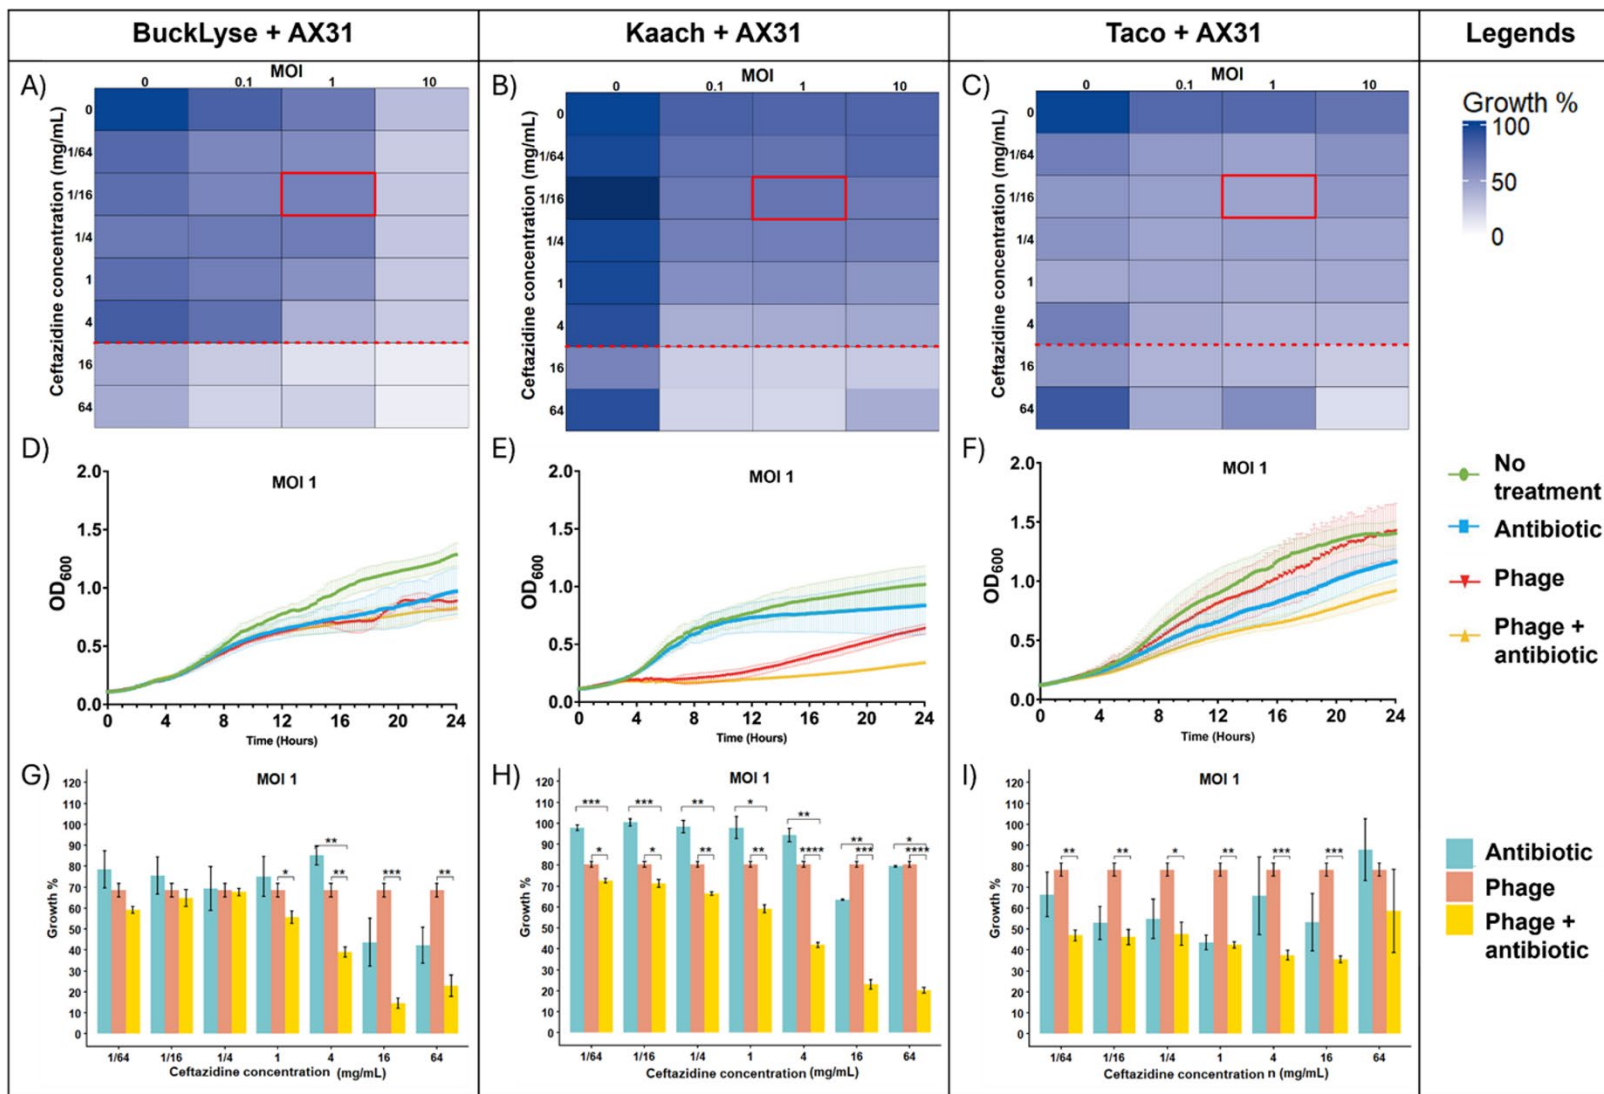 BuckLyse + AX31
Kaach + AX31
Taco + AX31
Legends
A)
MOI
0 0.1 1 10
Ceftazidine concentration (mg/mL)
0
1/64
1/16
1/4
1
4
16
64
B)
MOI
0 0.1 1 10
Ceftazidine concentration (mg/mL)
0
1/64
1/16
1/4
1
4
16
64
C)
MOI
0 0.1 1 10
Ceftazidine concentration (mg/mL)
0
1/64
1/16
1/4
1
4
16
64
Growth %
100
50
0
D)
MOI 1
OD600
2.0
1.5
1.0
0.5
0.0
0 4 8 12 16 20 24
Time (Hours)
E)
MOI 1
OD600
2.0
1.5
1.0
0.5
0.0
0 4 8 12 16 20 24
Time (Hours)
F)
MOI 1
OD600
2.0
1.5
1.0
0.5
0.0
0 4 8 12 16 20 24
Time (Hours)
No
treatment
Antibiotic
Phage
Phage +
antibiotic
G)
MOI 1
Growth %
120
110
100
90
80
70
60
50
40
30
20
10
0
* ** ** *** **
1/64 1/16 1/4 1 4 16 64
Ceftazidine concentration (mg/mL)
H)
MOI 1
Growth %
120
110
100
90
80
70
60
50
40
30
20
10
0
*** *** ** * ** ** *
* * ** ** **** *** ****
1/64 1/16 1/4 1 4 16 64
Ceftazidine concentration (mg/mL)
I)
MOI 1
Growth %
120
110
100
90
80
70
60
50
40
30
20
10
0
** ** * ** *** ***
1/64 1/16 1/4 1 4 16 64
Ceftazidine concentration n (mg/mL)
Antibiotic
Phage
Phage +
antibiotic